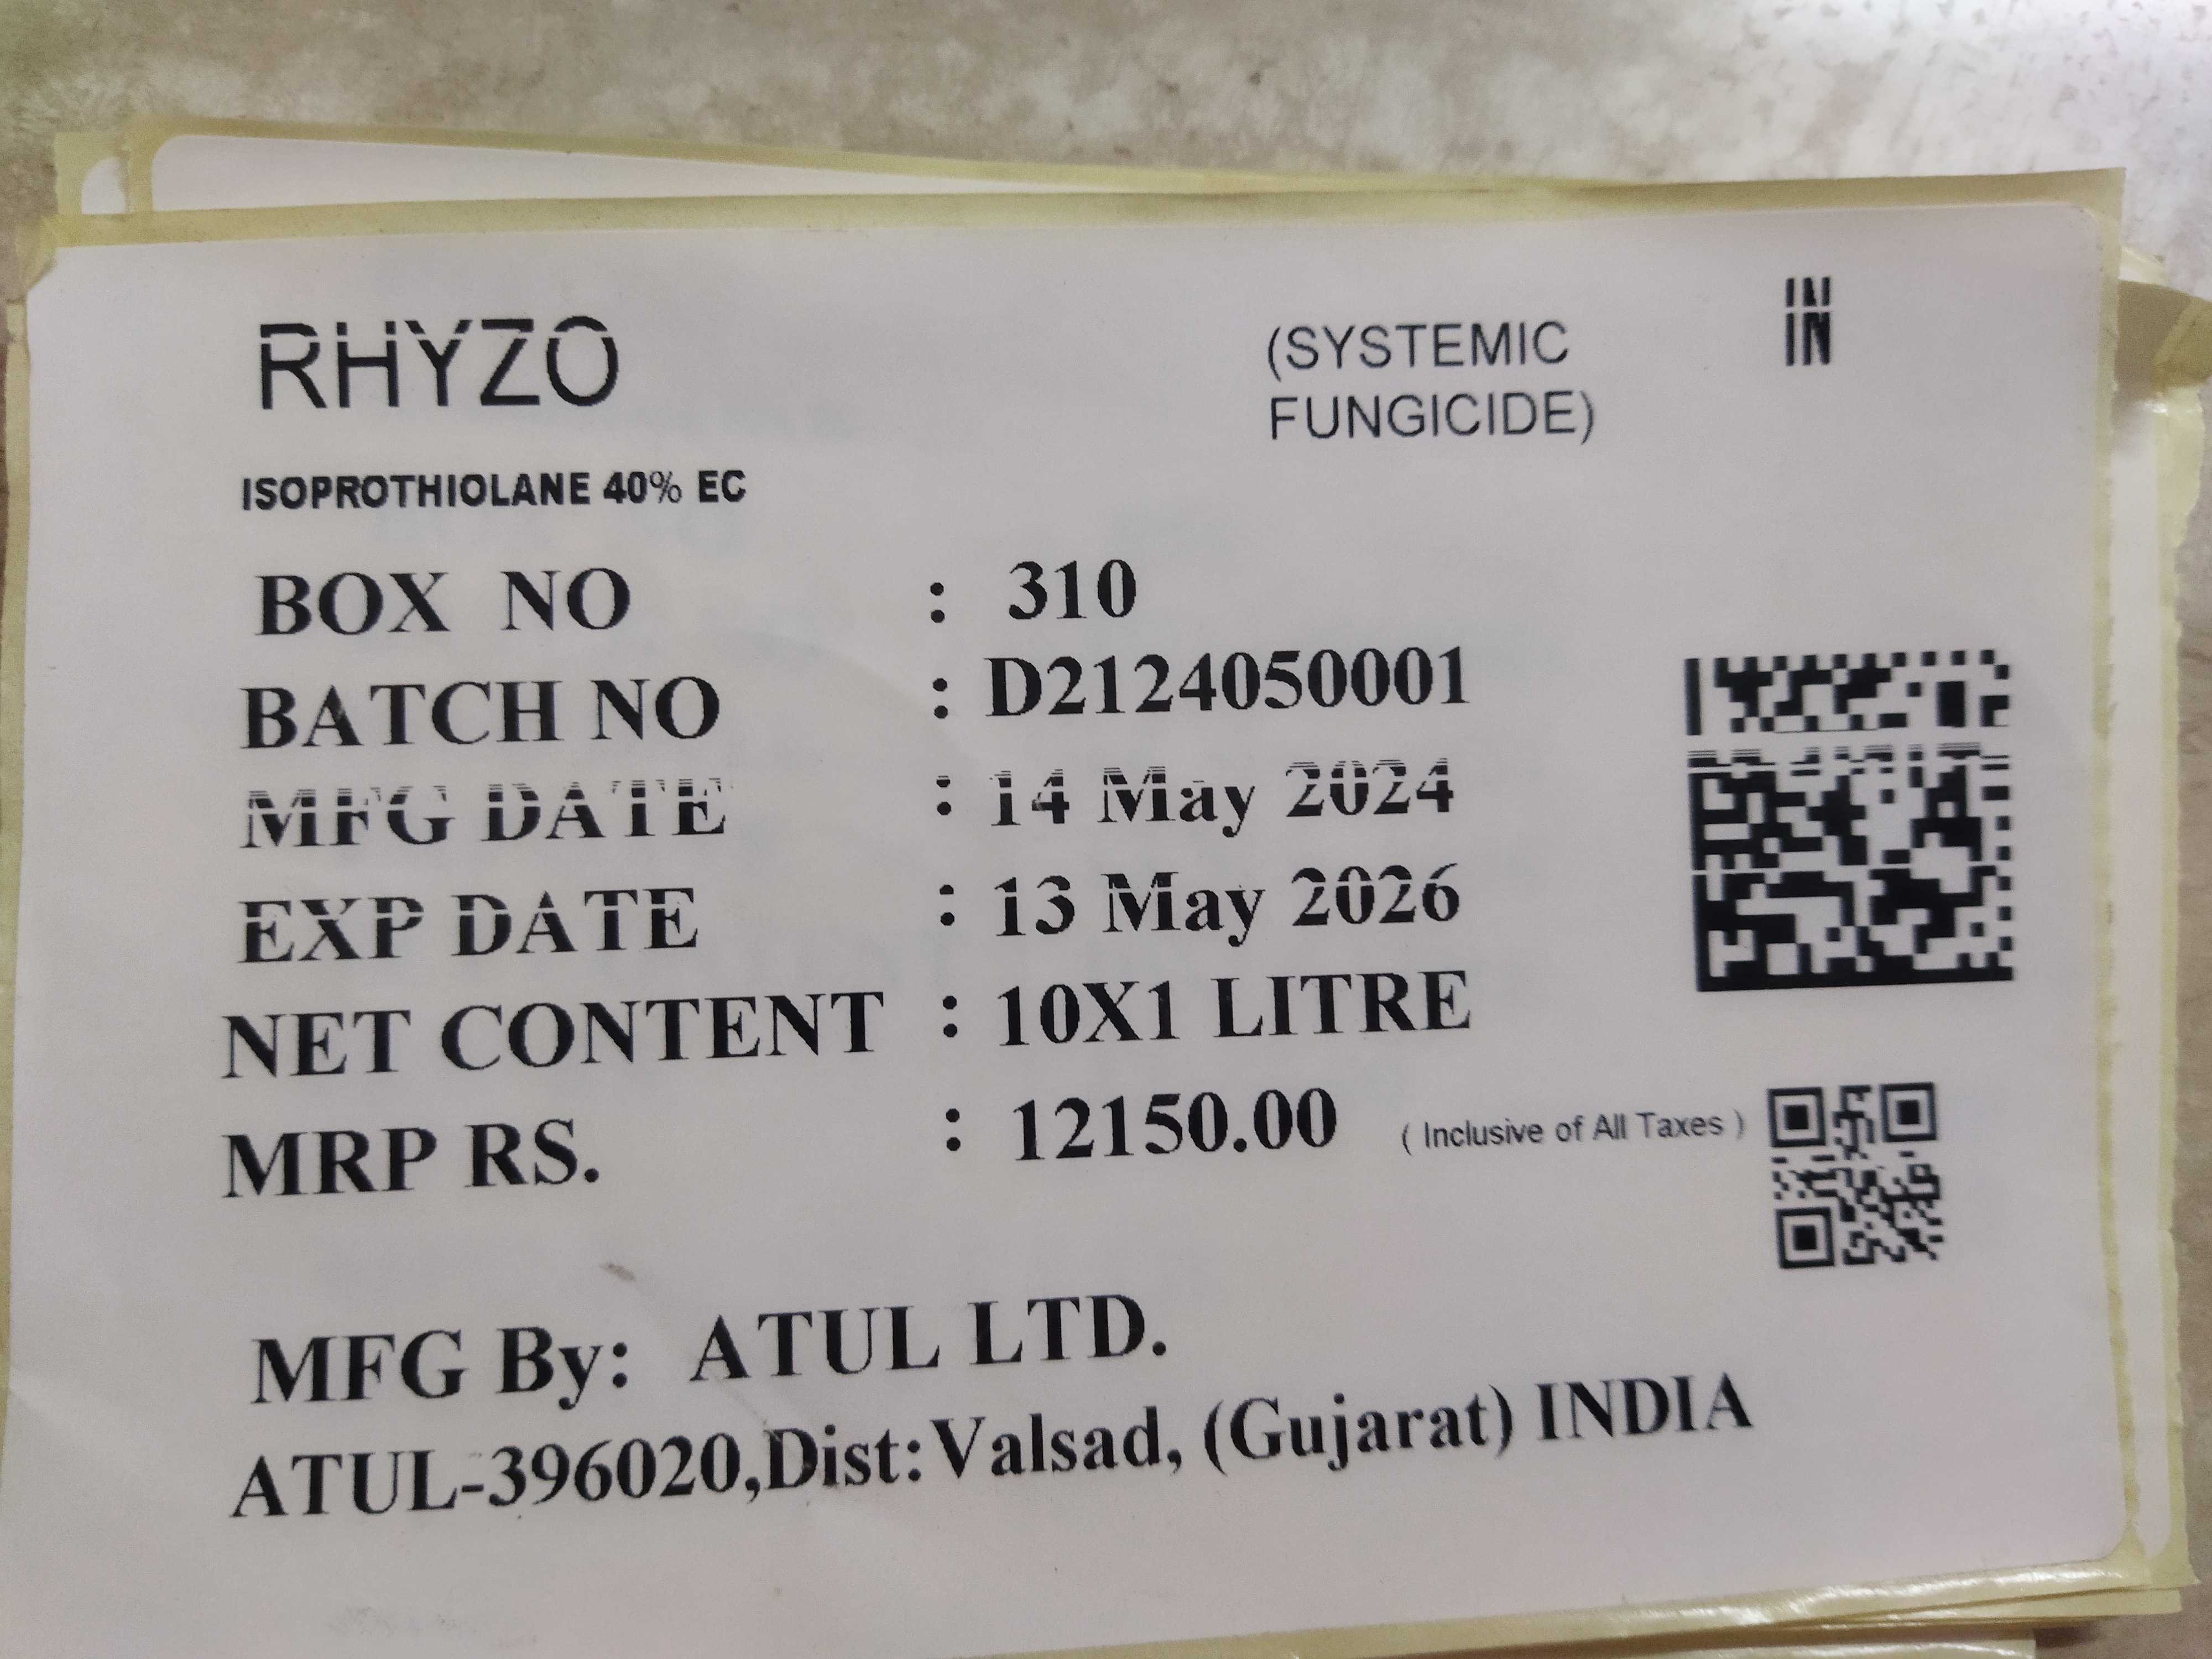 RHYZO
(SYSTEMIC
FUNGICIDE)
IN
ISOPROTHIOLANE 40% EC
BOX NO : 310
BATCH NO : D2124050001
MFG DATE : 14 May 2024
EXP DATE : 13 May 2026
NET CONTENT : 10X1 LITRE
MRP RS. : 12150.00 ( Inclusive of All Taxes )
MFG By: ATUL LTD.
ATUL-396020,Dist:Valsad, (Gujarat) INDIA